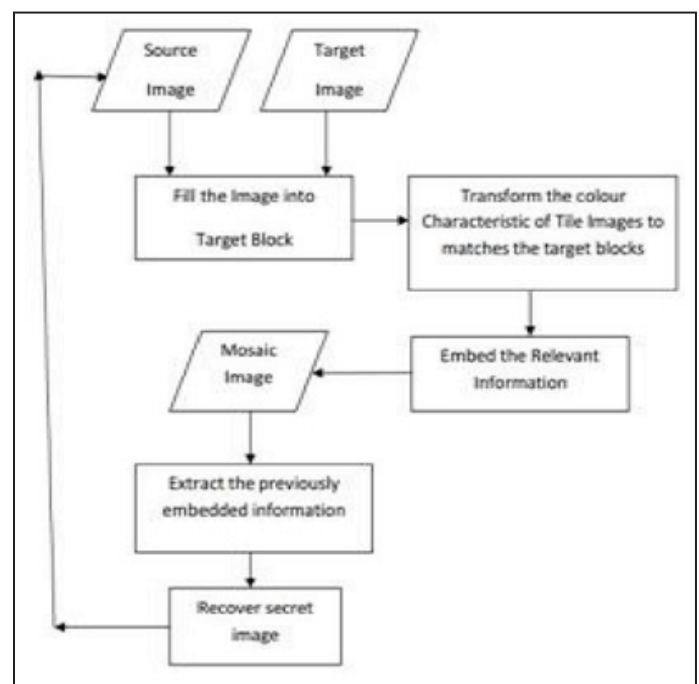 Source
Image
Target
Image
Fill the Image into
Target Block
Transform the colour
Characteristic of Tile Images to
matches the target blocks
Embed the Relevant
Information
Mosaic
Image
Extract the previously
embedded information
Recover secret
image